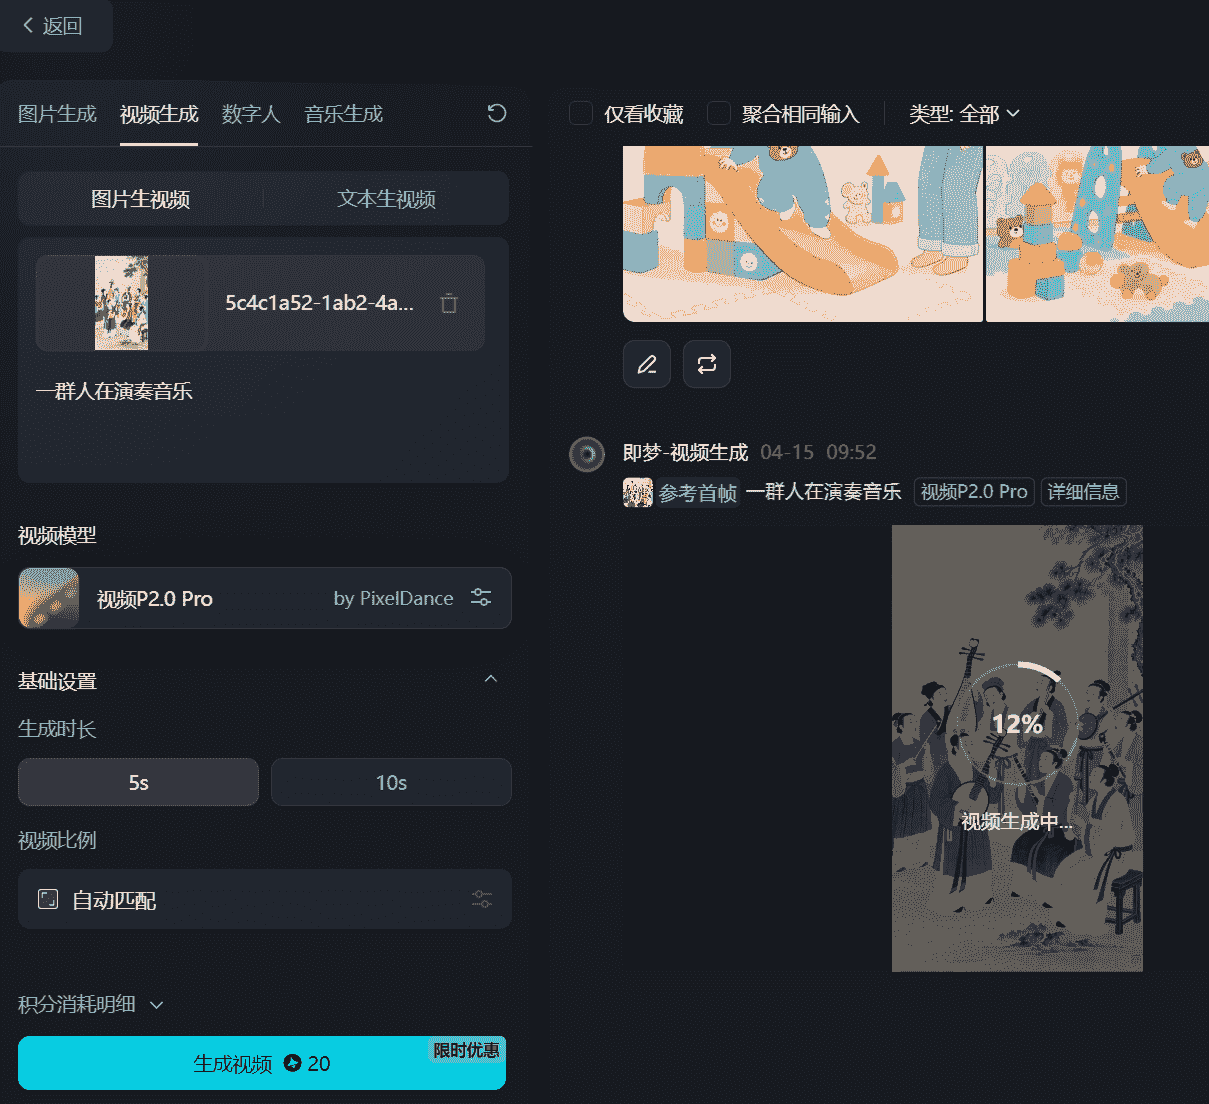 返回
图片生成 视频生成 数字人 音乐生成
图片生视频 文本生视频
5c4c1a52-1ab2-4a...
一群人在演奏音乐
视频模型
视频P2.0 Pro by PixelDance
基础设置
生成时长
5s 10s
视频比例
自动匹配
积分消耗明细
生成视频 20 限时优惠
仅看收藏 聚合相同输入 类型: 全部
即梦-视频生成 04-15 09:52
参考首帧 一群人在演奏音乐 视频P2.0 Pro 详细信息
12%
视频生成中...